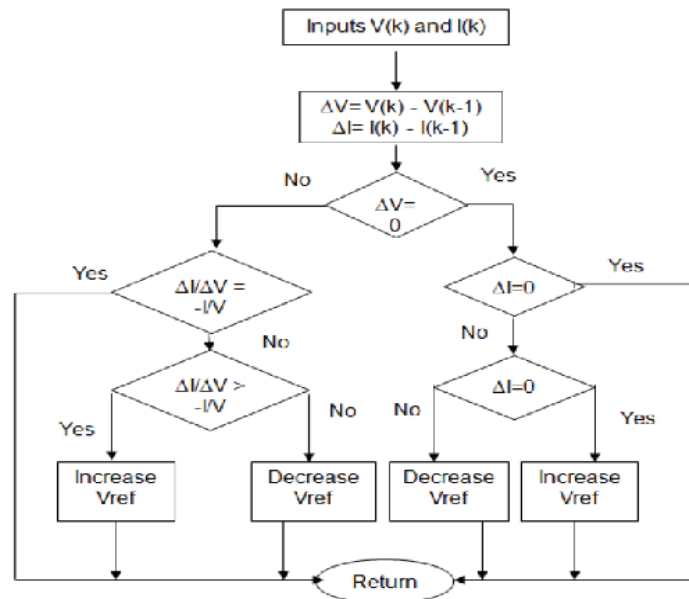 Inputs V(k) and I(k)
ΔV= V(k) - V(k-1)
ΔI= I(k) - I(k-1)
No
Yes
ΔV=
0
Yes
ΔI/ΔV =
-I/V
ΔI=0
Yes
No
No
ΔI/ΔV >
-I/V
ΔI=0
Yes
No
No
Yes
Increase
Vref
Decrease
Vref
Decrease
Vref
Increase
Vref
Return